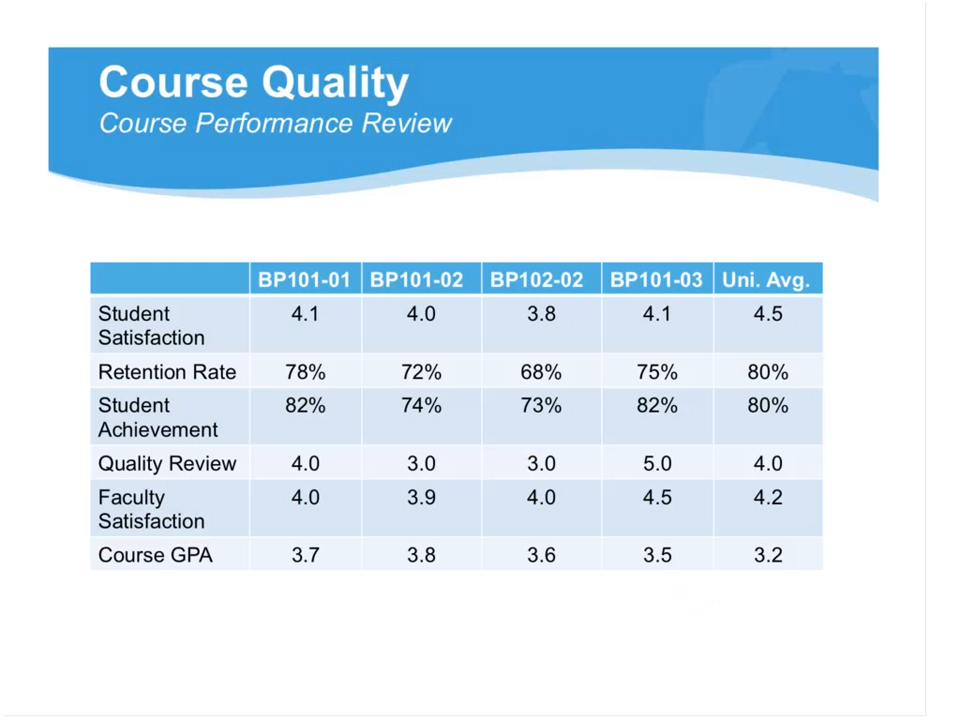 Course Quality
Course Performance Review
BP101-01 BP101-02 BP102-02 BP101-03 Uni. Avg.
Student Satisfaction 4.1 4.0 3.8 4.1 4.5
Retention Rate 78% 72% 68% 75% 80%
Student Achievement 82% 74% 73% 82% 80%
Quality Review 4.0 3.0 3.0 5.0 4.0
Faculty Satisfaction 4.0 3.9 4.0 4.5 4.2
Course GPA 3.7 3.8 3.6 3.5 3.2